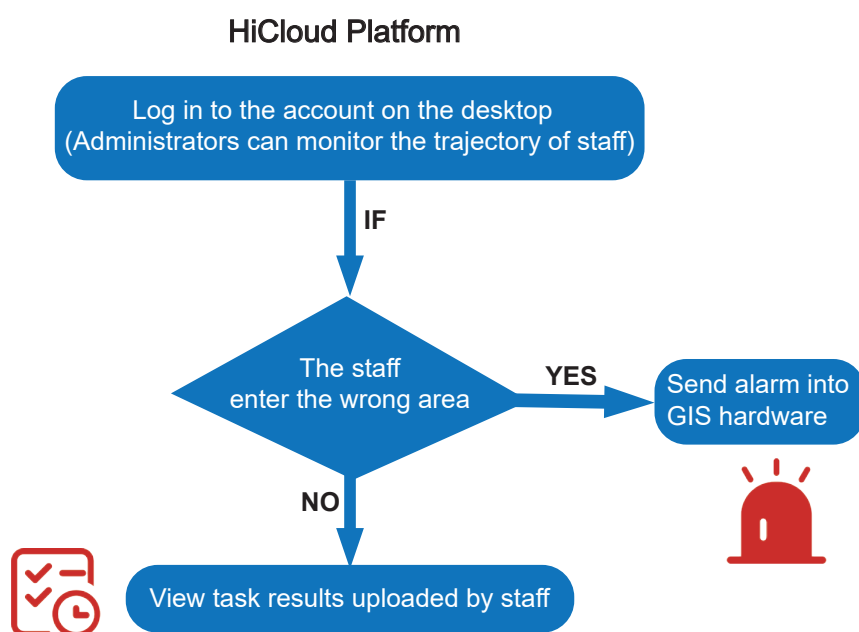 HiCloud Platform
Log in to the account on the desktop
(Administrators can monitor the trajectory of staff)
IF
The staff
enter the wrong area
YES
Send alarm into
GIS hardware
NO
View task results uploaded by staff